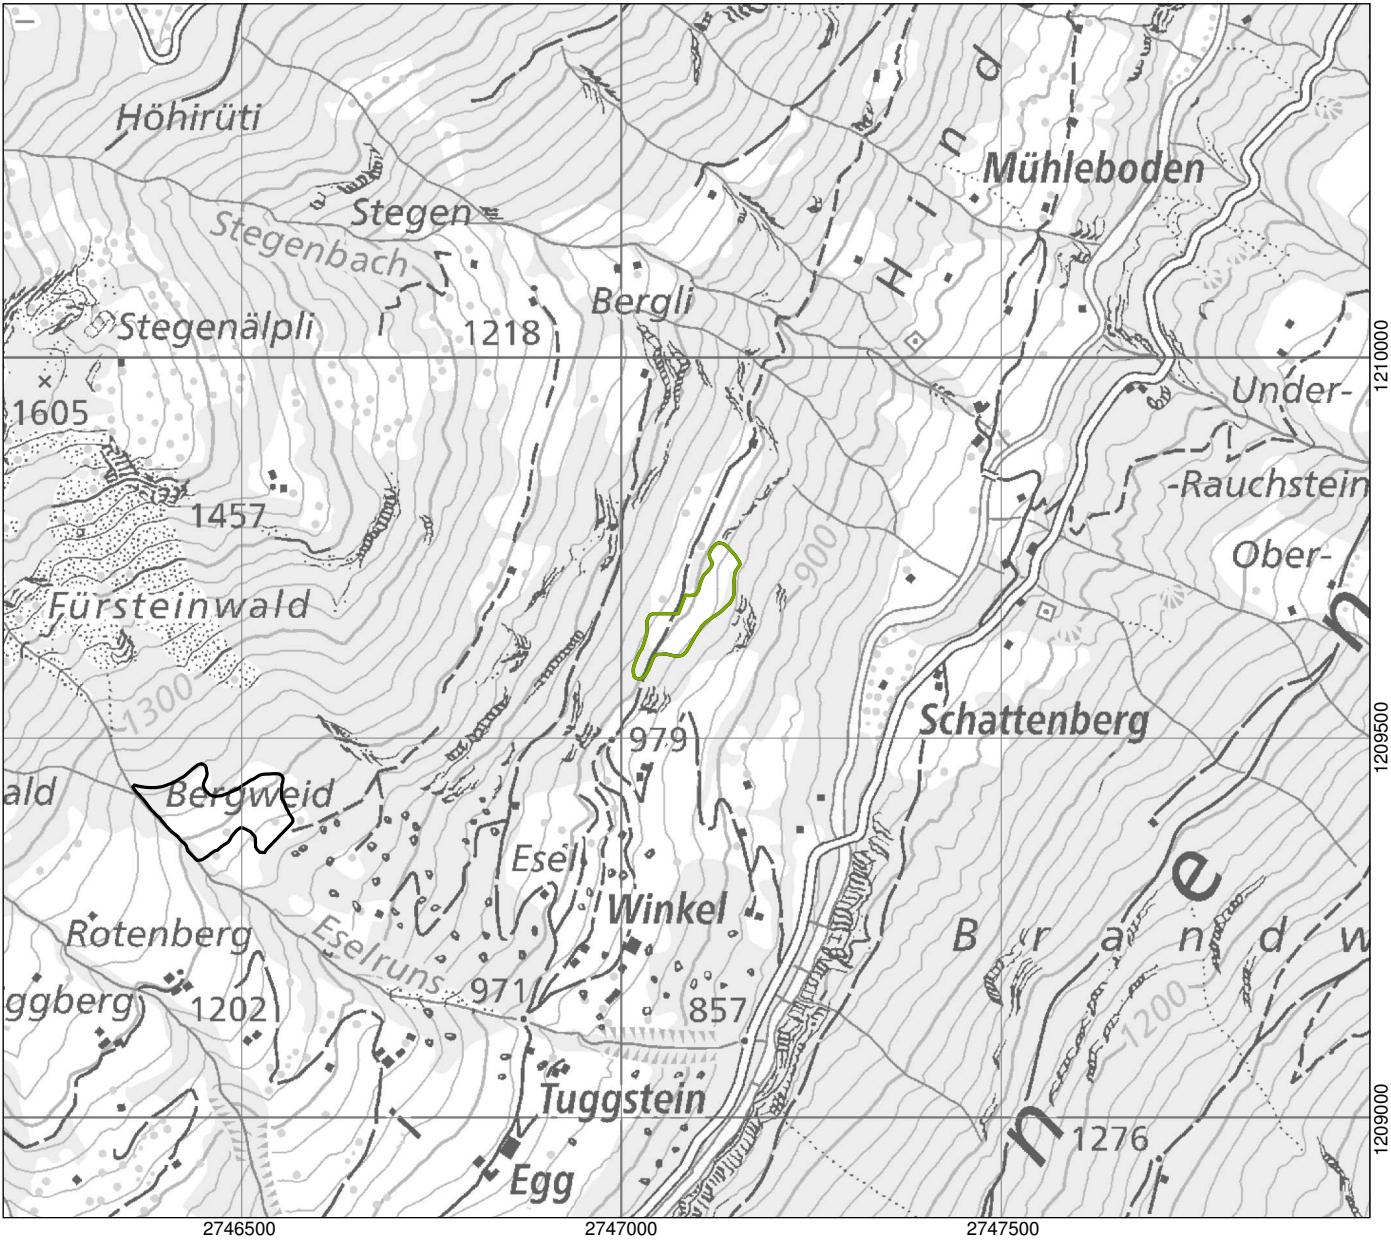 Höhirüti
Mühleboden
Stegen
Stegenbach
H i n d
Bergli
Stegenälpli
1218
1210000
1605
Under-
1457
-Rauchstein
900
Ober-
Fürsteinwald
1300
n
Schattenberg
979
1209500
ald
Bergweid
Esel
e
Winkel
Rotenberg
Eselruns
B r a n d w
ggberg
1202
971
857
1200
Tuggstein
n
1276
1209000
Egg
2746500
2747000
2747500